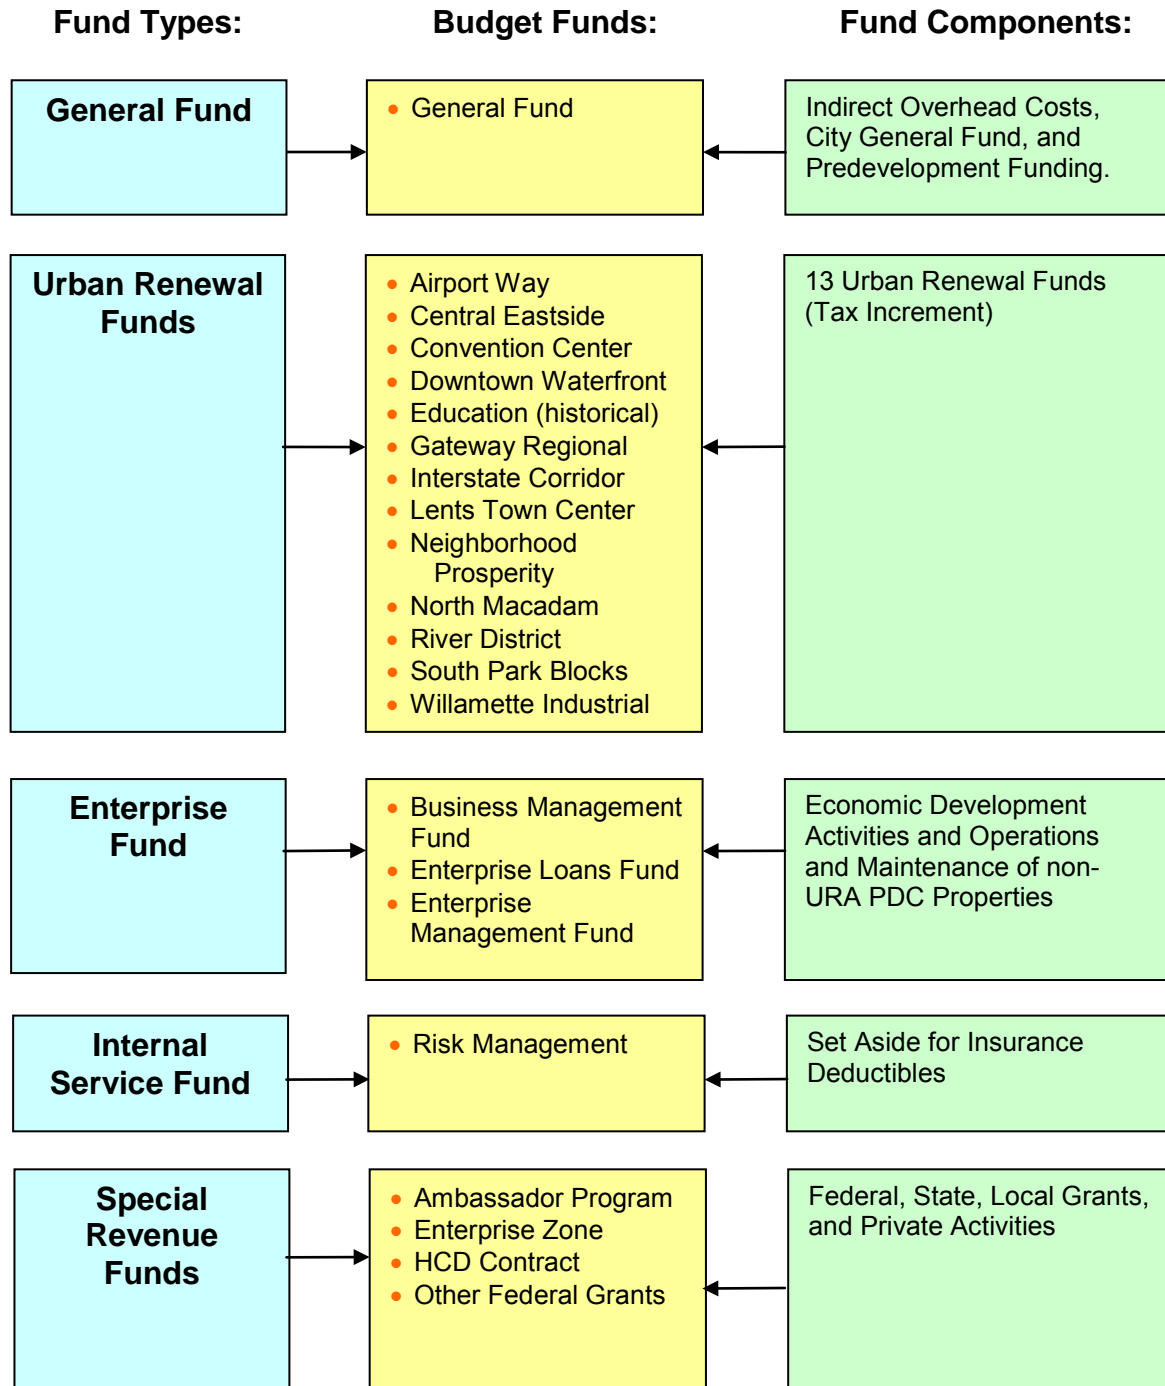 Fund Types: Budget Funds: Fund Components:
General Fund
• General Fund
Indirect Overhead Costs,
City General Fund, and
Predevelopment Funding.
Urban Renewal
Funds
• Airport Way
• Central Eastside
• Convention Center
• Downtown Waterfront
• Education (historical)
• Gateway Regional
• Interstate Corridor
• Lents Town Center
• Neighborhood
Prosperity
• North Macadam
• River District
• South Park Blocks
• Willamette Industrial
13 Urban Renewal Funds
(Tax Increment)
Enterprise
Fund
• Business Management
Fund
• Enterprise Loans Fund
• Enterprise
Management Fund
Economic Development
Activities and Operations
and Maintenance of non-
URA PDC Properties
Internal
Service Fund
• Risk Management
Set Aside for Insurance
Deductibles
Special
Revenue
Funds
• Ambassador Program
• Enterprise Zone
• HCD Contract
• Other Federal Grants
Federal, State, Local Grants,
and Private Activities